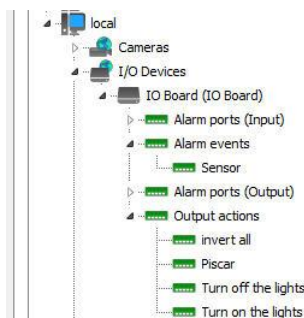 local
Cameras
I/O Devices
IO Board (IO Board)
Alarm ports (Input)
Alarm events
Sensor
Alarm ports (Output)
Output actions
invert all
Piscar
Turn off the lights
Turn on the lights